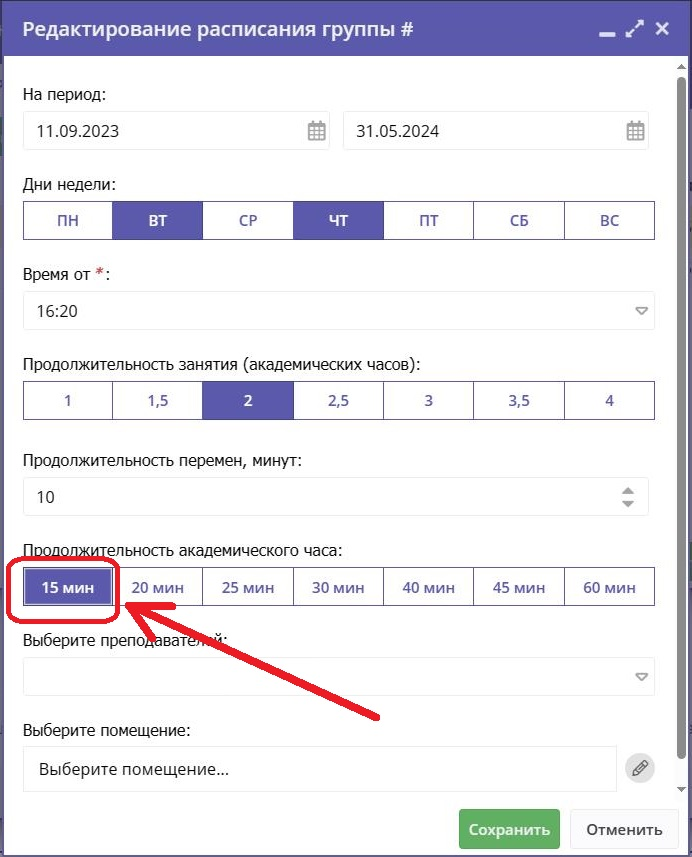 Редактирование расписания группы #
На период:
11.09.2023 31.05.2024
Дни недели:
ПН ВТ СР ЧТ ПТ СБ ВС
Время от *:
16:20
Продолжительность занятия (академических часов):
1 1,5 2 2,5 3 3,5 4
Продолжительность перемен, минут:
10
Продолжительность академического часа:
15 мин 20 мин 25 мин 30 мин 40 мин 45 мин 60 мин
Выберите преподавателей:
Выберите помещение:
Выберите помещение...
Сохранить Отменить